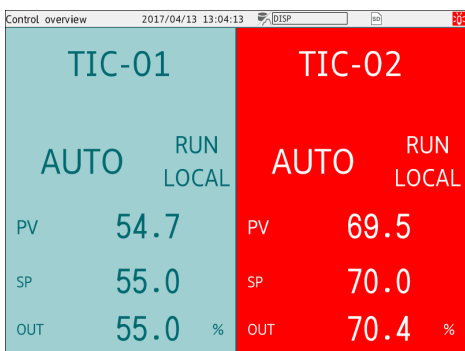 Control overview 2017/04/13 13:04:13 DISP SD
TIC-01
AUTO RUN
LOCAL
PV 54.7
SP 55.0
OUT 55.0 %
TIC-02
AUTO RUN
LOCAL
PV 69.5
SP 70.0
OUT 70.4 %